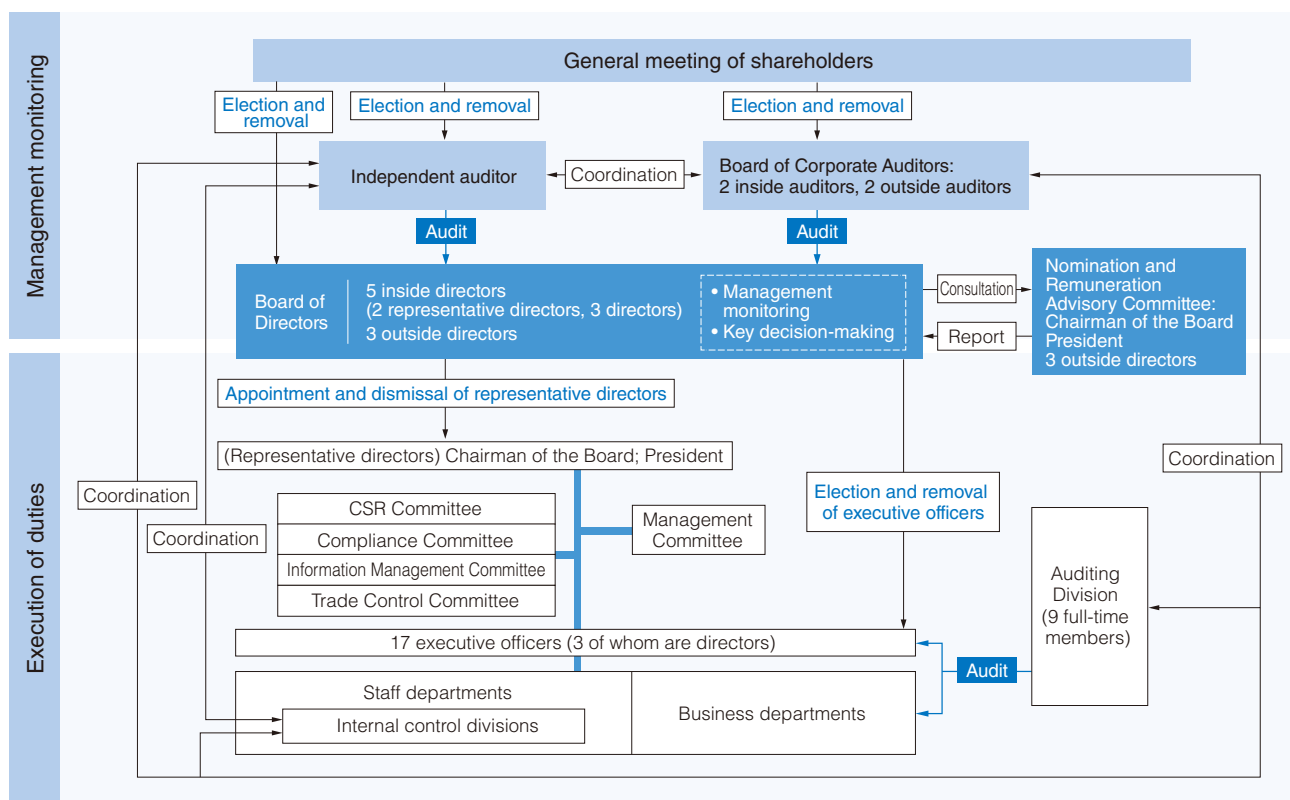 Management monitoring
General meeting of shareholders
Election and
removal
Election and removal
Election and removal
Independent auditor
Coordination
Board of Corporate Auditors:
2 inside auditors, 2 outside auditors
Audit
Audit
Board of
Directors
5 inside directors
(2 representative directors, 3 directors)
3 outside directors
• Management
monitoring
• Key decision-making
Consultation
Report
Nomination and
Remuneration
Advisory Committee:
Chairman of the Board
President
3 outside directors
Execution of duties
Appointment and dismissal of representative directors
(Representative directors) Chairman of the Board; President
Coordination
Coordination
CSR Committee
Compliance Committee
Information Management Committee
Trade Control Committee
Management
Committee
Election and removal
of executive officers
Coordination
Auditing
Division
(9 full-time
members)
17 executive officers (3 of whom are directors)
Audit
Staff departments
Internal control divisions
Business departments